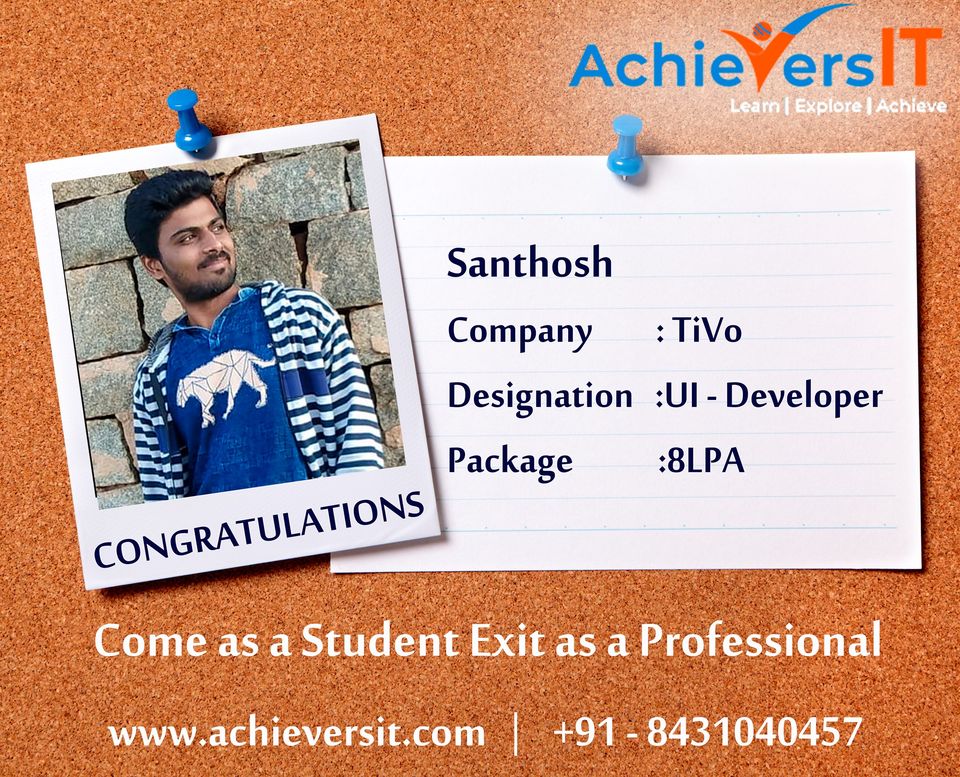 AchieversIT
Learn | Explore | Achieve
Santhosh
Company : TiVo
Designation :UI - Developer
Package :8LPA
CONGRATULATIONS
Come as a Student Exit as a Professional
www.achieversit.com | +91 - 8431040457